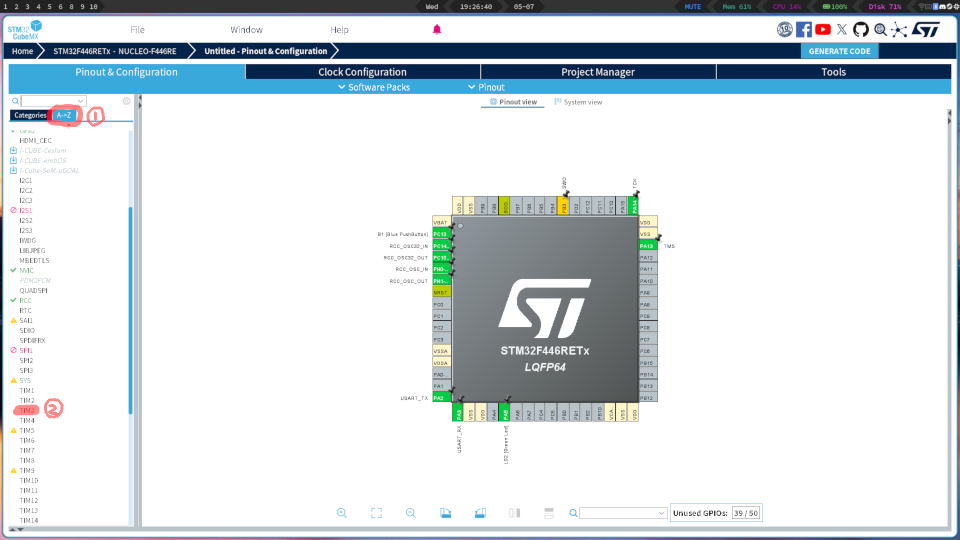 1 2 3 4 5 6 7 8 9 10
Wed 19:26:40 05-07
MUTE Mem 61% CPU 14% 100% Disk 71%
STM32
CubeMX
File Window Help
Home STM32F446RETx - NUCLEO-F446RE Untitled - Pinout & Configuration
GENERATE CODE
Pinout & Configuration Clock Configuration Project Manager Tools
Software Packs Pinout
Pinout view System view
Categories A->Z 1
HDMI_CEC
I-CUBE-Cesium
I-CUBE-embOS
I-Cube-SoM-uGOAL
I2C1
I2C2
I2C3
I2S1
I2S2
I2S3
IWDG
LIBJPEG
MBEDTLS
NVIC
PDM2PCM
QUADSPI
RCC
RTC
SAI1
SDIO
SPDIFRX
SPI1
SPI2
SPI3
SYS
TIM1
TIM2
TIM3 2
TIM4
TIM5
TIM6
TIM7
TIM8
TIM9
TIM10
TIM11
TIM12
TIM13
TIM14
SWO TCK
VDD VSS PB9 PB8 BOO.. PB7 PB6 PB5 PB4 PB3 PD2 PC12 PC11 PC10 PA15 PA14
VBAT
B1 [Blue PushButton] PC13
RCC_OSC32_IN PC14..
RCC_OSC32_OUT PC15..
RCC_OSC_IN PH0-..
RCC_OSC_OUT PH1-..
NRST
PC0
PC1
PC2
PC3
VSSA
VDDA
PA0..
PA1
USART_TX PA2
VDD
VSS
PA13 TMS
PA12
PA11
PA10
PA9
PA8
PC9
PC8
PC7
PC6
PB15
PB14
PB13
PB12
STM32F446RETx
LQFP64
PA3 VSS VDD PA4 PA5 PA6 PA7 PC4 PC5 PB0 PB1 PB2 PB10 VCA.. VSS VDD
USART_RX
LD2 [Green Led]
Unused GPIOs: 39 / 50